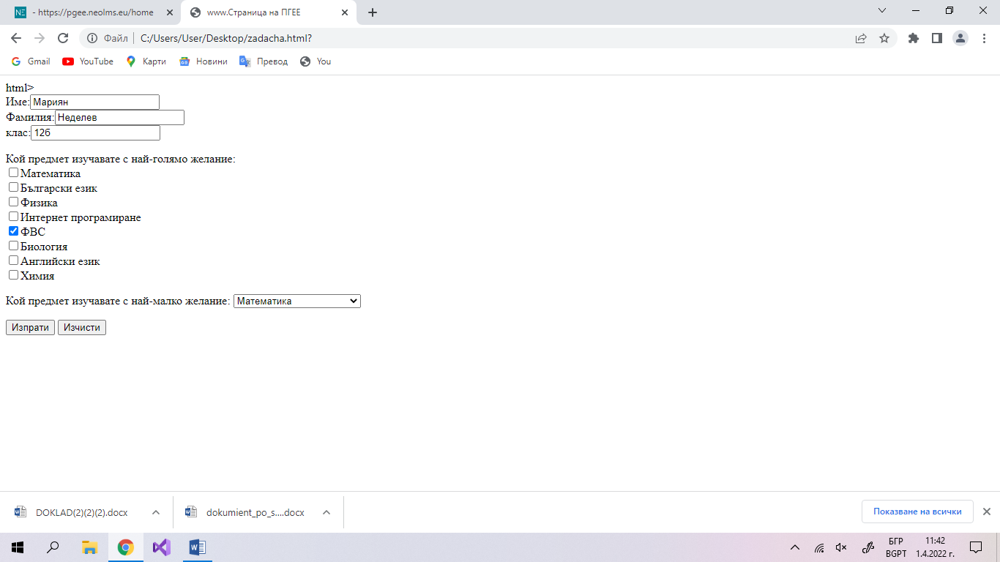 - https://pgee.neolms.eu/home
www.Страница на ПГЕЕ
Файл
C:/Users/User/Desktop/zadacha.html?
Gmail
YouTube
Карти
Новини
Превод
You
html>
Име:Мариян
Фамилия:Неделев
клас:12б
Кой предмет изучавате с най-голямо желание:
Математика
Български език
Физика
Интернет програмиране
ФВС
Биология
Английски език
Химия
Кой предмет изучавате с най-малко желание: Математика
Изпрати Изчисти
DOKLAD(2)(2)(2).docx
dokumient_po_s....docx
Показване на всички
БГР
BGPT
11:42
1.4.2022 г.